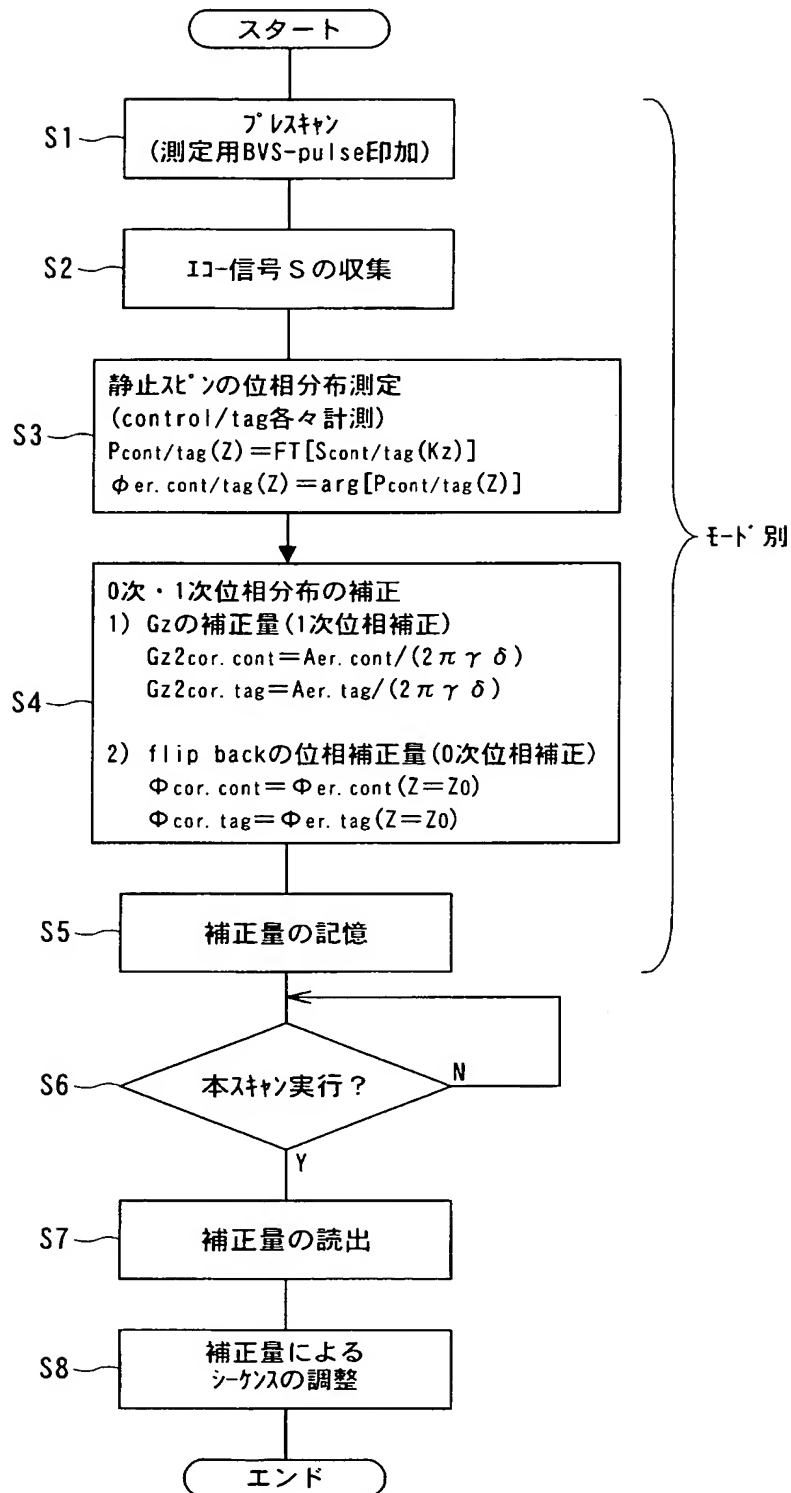 スタート
S1
プレスキャン
(測定用BVS-pulse印加)
S2
エコー信号Sの収集
S3
静止スピンの位相分布測定
(control/tag各々計測)
Pcont/tag(Z)=FT[Scont/tag(Kz)]
φer.cont/tag(Z)=arg[Pcont/tag(Z)]
モード別
S4
0次・1次位相分布の補正
1) Gzの補正量(1次位相補正)
Gz2cor.cont=Aer.cont/(2πγδ)
Gz2cor.tag=Aer.tag/(2πγδ)
2) flip backの位相補正量(0次位相補正)
Φcor.cont=Φer.cont(Z=Z0)
Φcor.tag=Φer.tag(Z=Z0)
S5
補正量の記憶
S6
本スキャン実行?
N
Y
S7
補正量の読出
S8
補正量による
シーケンスの調整
エンド